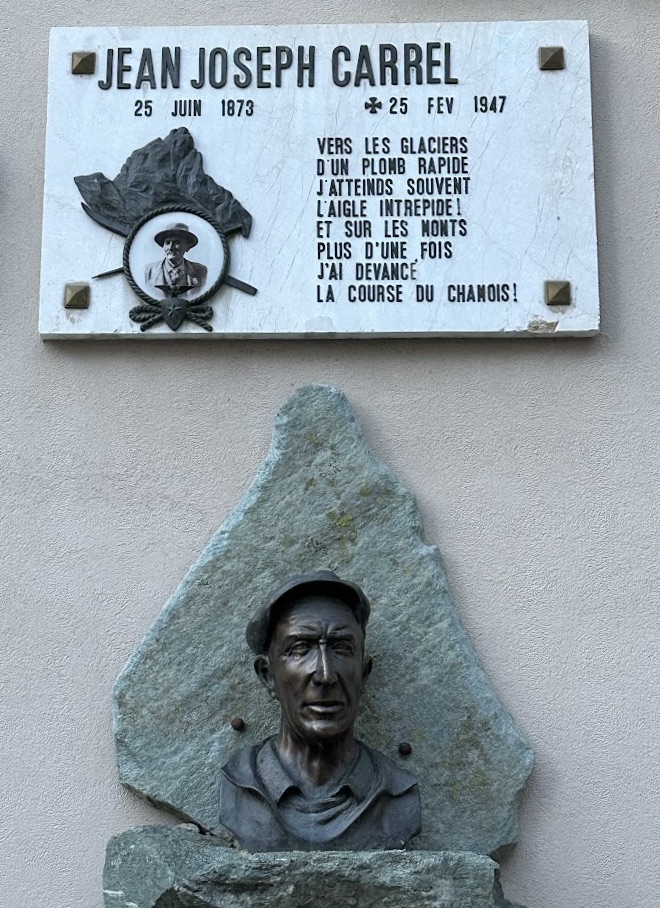 JEAN JOSEPH CARREL
25 JUIN 1873 ✠ 25 FEV 1947
VERS LES GLACIERS
D'UN PLOMB RAPIDE
J'ATTEINDS SOUVENT
L'AIGLE INTREPIDE!
ET SUR LES MONTS
PLUS D'UNE FOIS
J'AI DEVANCÉ
LA COURSE DU CHAMOIS!